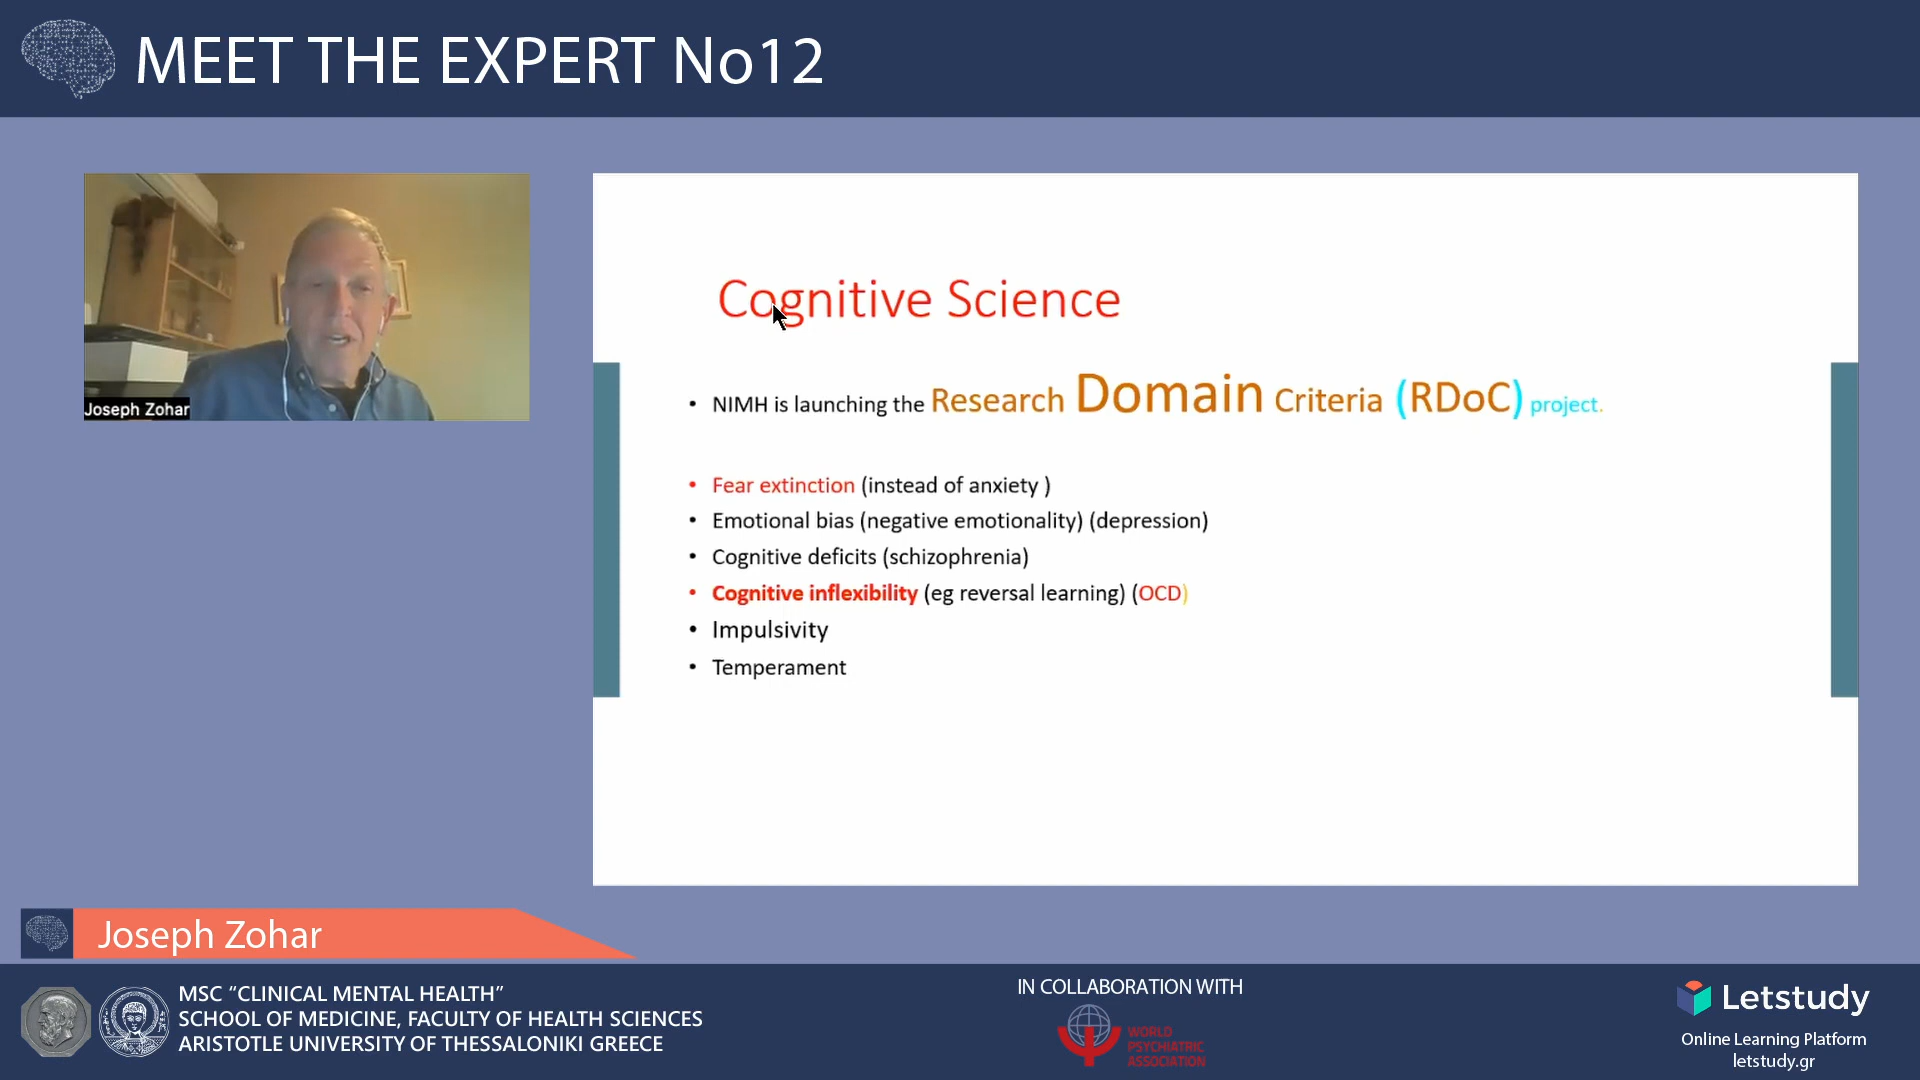 MEET THE EXPERT No12
Joseph Zohar
Cognitive Science
• NIMH is launching the Research Domain Criteria (RDoC) project.
• Fear extinction (instead of anxiety )
• Emotional bias (negative emotionality) (depression)
• Cognitive deficits (schizophrenia)
• Cognitive inflexibility (eg reversal learning) (OCD)
• Impulsivity
• Temperament
Joseph Zohar
MSC “CLINICAL MENTAL HEALTH”
SCHOOL OF MEDICINE, FACULTY OF HEALTH SCIENCES
ARISTOTLE UNIVERSITY OF THESSALONIKI GREECE
IN COLLABORATION WITH
WORLD
PSYCHIATRIC
ASSOCIATION
Letstudy
Online Learning Platform
letstudy.gr